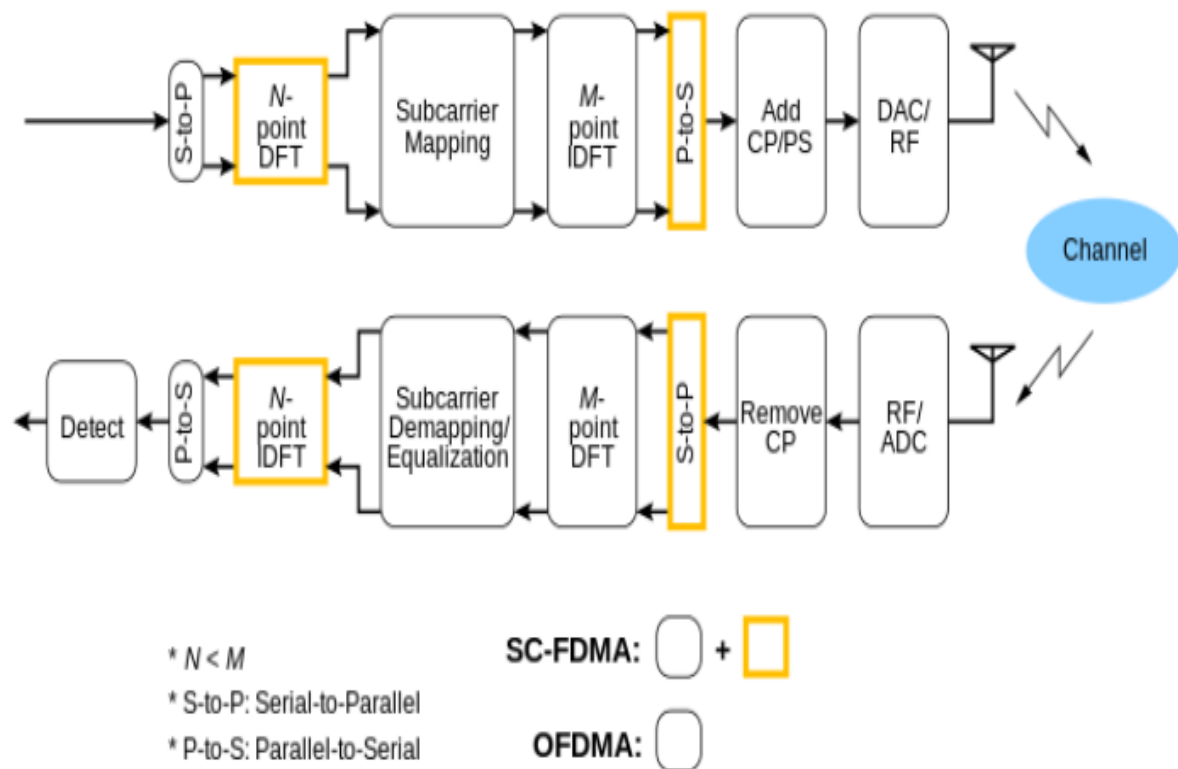 S-to-P
N-
point
DFT
Subcarrier
Mapping
M-
point
IDFT
P-to-S
Add
CP/PS
DAC/
RF
Channel
Detect
P-to-S
N-
point
IDFT
Subcarrier
Demapping/
Equalization
M-
point
DFT
S-to-P
Remove
CP
RF/
ADC
* N < M
* S-to-P: Serial-to-Parallel
* P-to-S: Parallel-to-Serial
SC-FDMA: +
OFDMA: